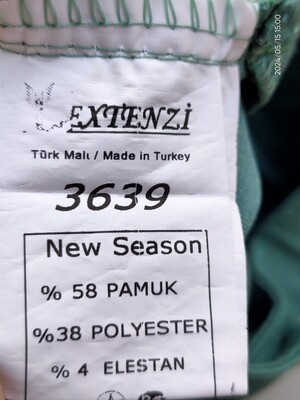 EXTENZİ
Türk Malı / Made in Turkey
3639
New Season
% 58 PAMUK
%38 POLYESTER
% 4 ELESTAN
2024/05/15 15:00